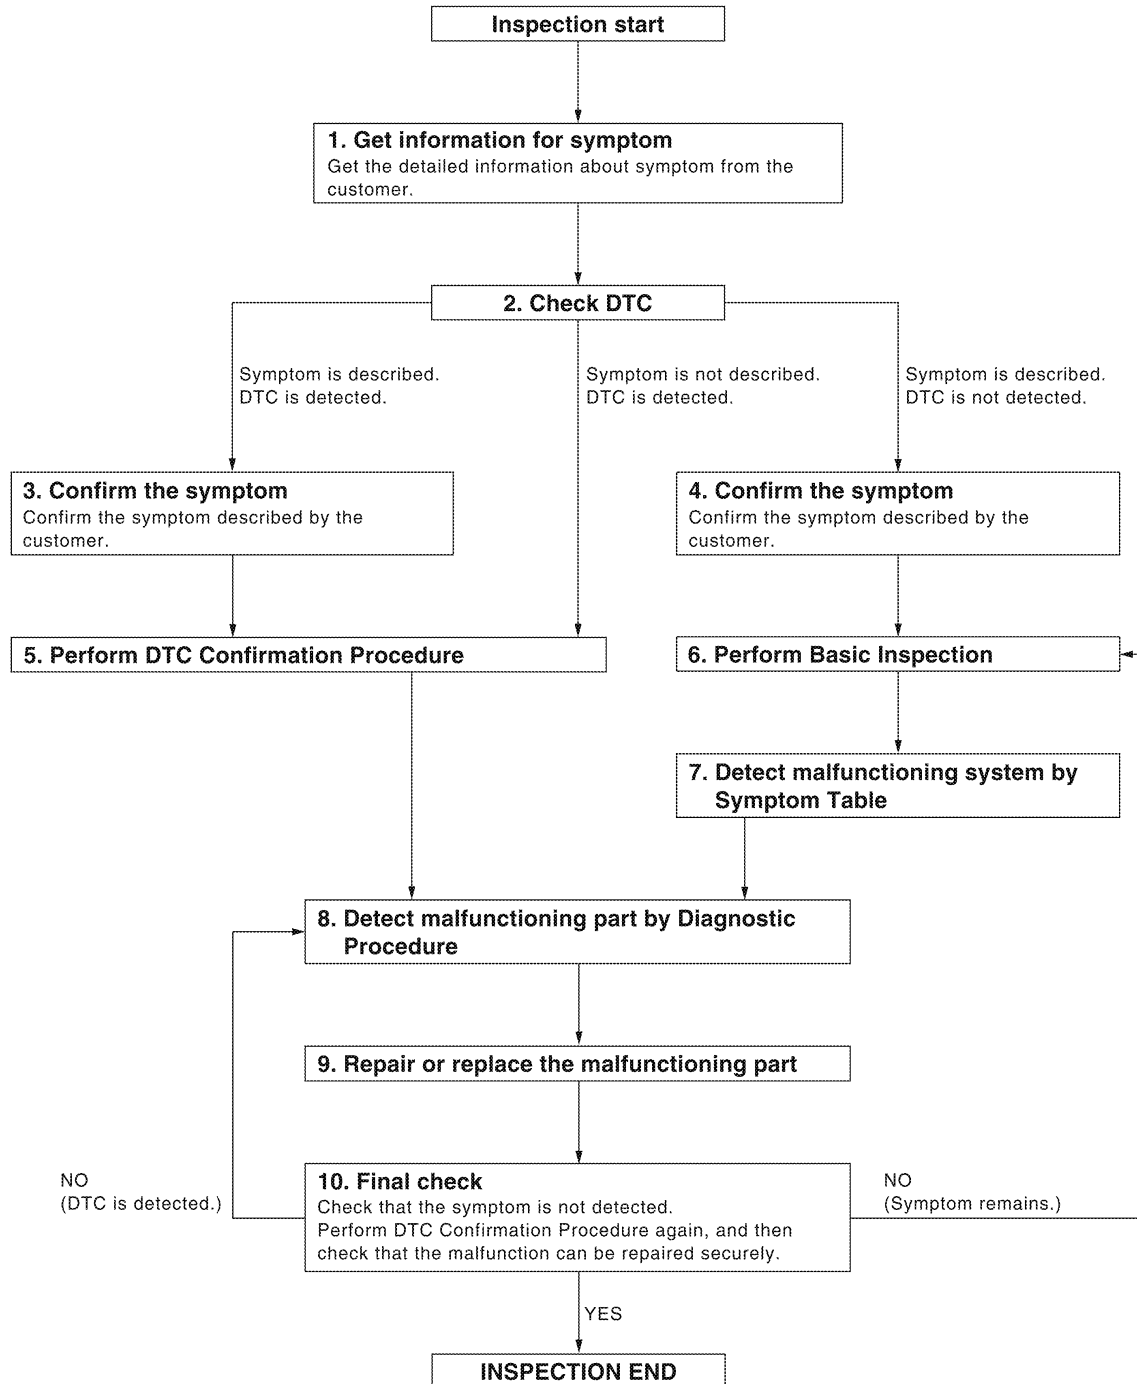 Inspection start
1. Get information for symptom
Get the detailed information about symptom from the
customer.
2. Check DTC
Symptom is described.
DTC is detected.
Symptom is not described.
DTC is detected.
Symptom is described.
DTC is not detected.
3. Confirm the symptom
Confirm the symptom described by the
customer.
4. Confirm the symptom
Confirm the symptom described by the
customer.
5. Perform DTC Confirmation Procedure
6. Perform Basic Inspection
7. Detect malfunctioning system by
Symptom Table
8. Detect malfunctioning part by Diagnostic
Procedure
9. Repair or replace the malfunctioning part
NO
(DTC is detected.)
10. Final check
Check that the symptom is not detected.
Perform DTC Confirmation Procedure again, and then
check that the malfunction can be repaired securely.
NO
(Symptom remains.)
YES
INSPECTION END